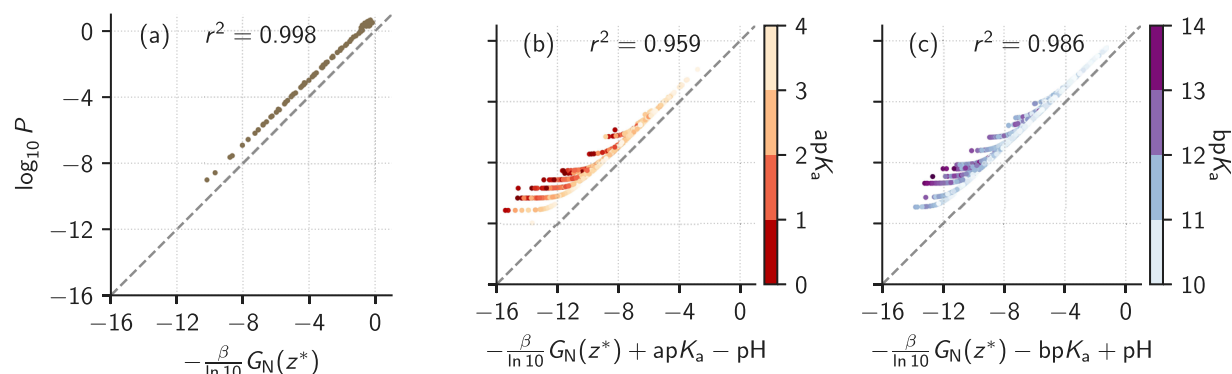 (a) r² = 0.998
0
−4
−8
−12
−16
log₁₀ P
−16 −12 −8 −4 0
−β/ln 10 G_N(z*)
(b) r² = 0.959
−16 −12 −8 −4 0
−β/ln 10 G_N(z*) + apK_a − pH
4
3
2
1
0
apK_a
(c) r² = 0.986
−16 −12 −8 −4 0
−β/ln 10 G_N(z*) − bpK_a + pH
14
13
12
11
10
bpK_a